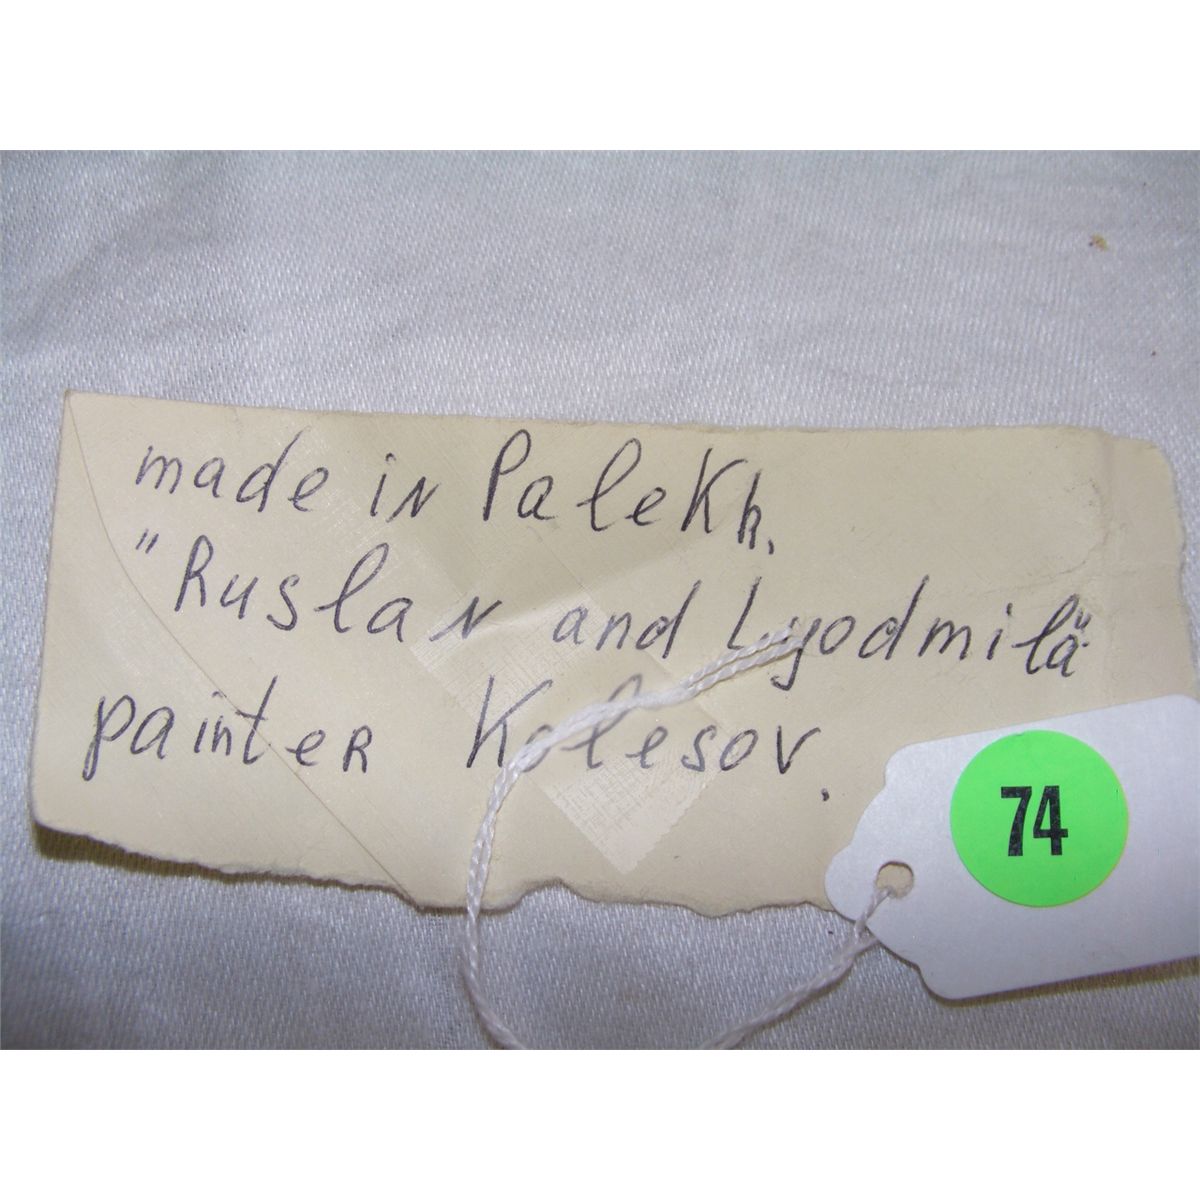 made in Palekh.
"Ruslan and Lyodmila"
painter Kolesov.
74